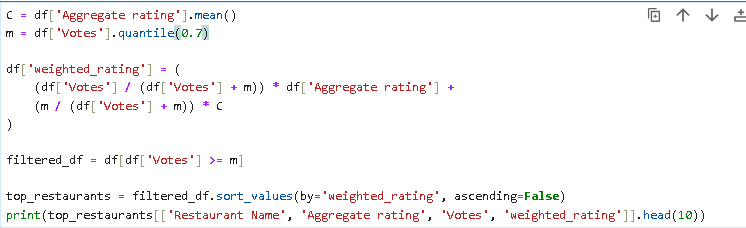 C = df['Aggregate rating'].mean()
m = df['Votes'].quantile(0.7)
df['weighted_rating'] = (
    (df['Votes'] / (df['Votes'] + m)) * df['Aggregate rating'] +
    (m / (df['Votes'] + m)) * C
)
filtered_df = df[df['Votes'] >= m]
top_restaurants = filtered_df.sort_values(by='weighted_rating', ascending=False)
print(top_restaurants[['Restaurant Name', 'Aggregate rating', 'Votes', 'weighted_rating']].head(10))